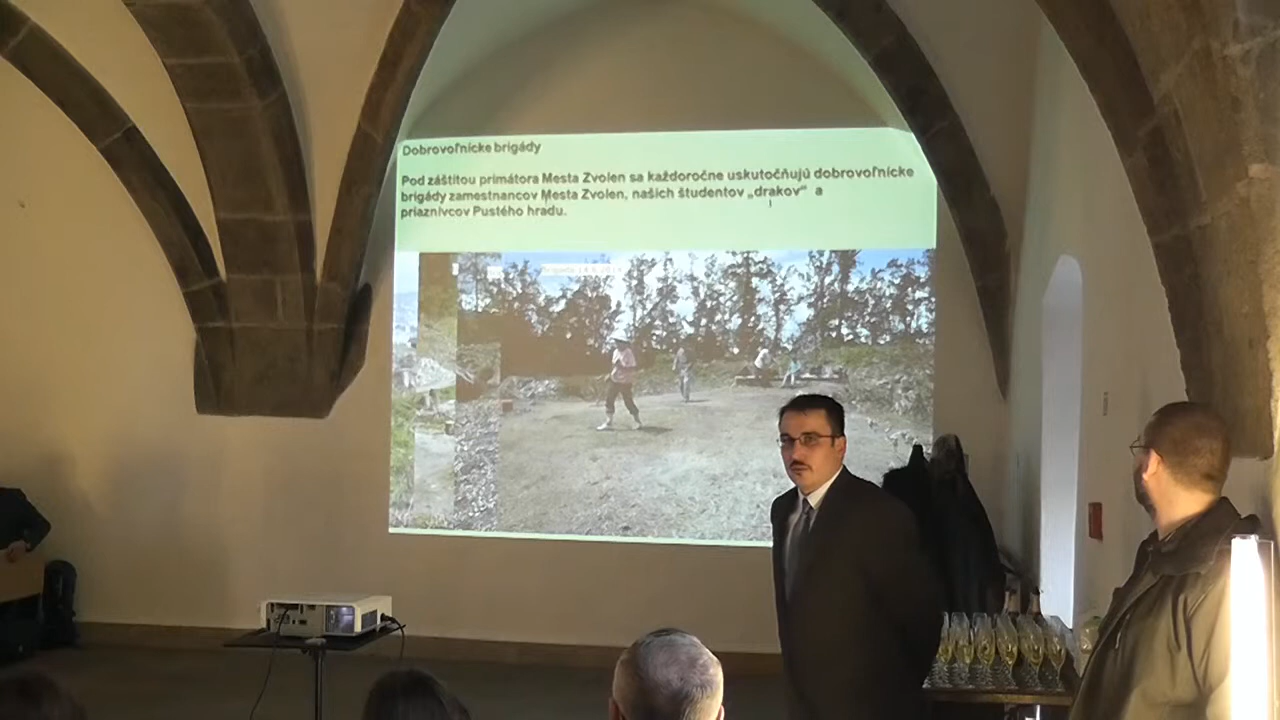 Dobrovoľnícke brigády
Pod záštitou primátora Mesta Zvolen sa každoročne uskutočňujú dobrovoľnícke
brigády zamestnancov Mesta Zvolen, našich študentov „drakov“ a
priaznivcov Pustého hradu.